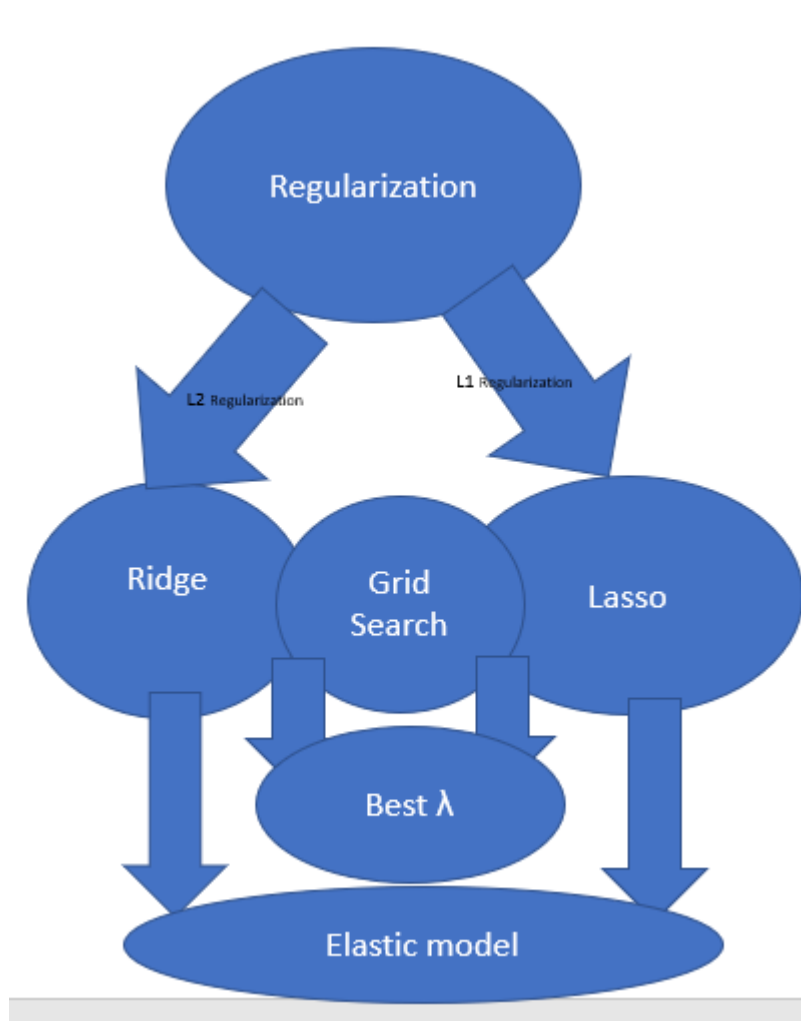 Regularization
L2 Regularization
L1 Regularization
Ridge
Grid
Search
Lasso
Best λ
Elastic model